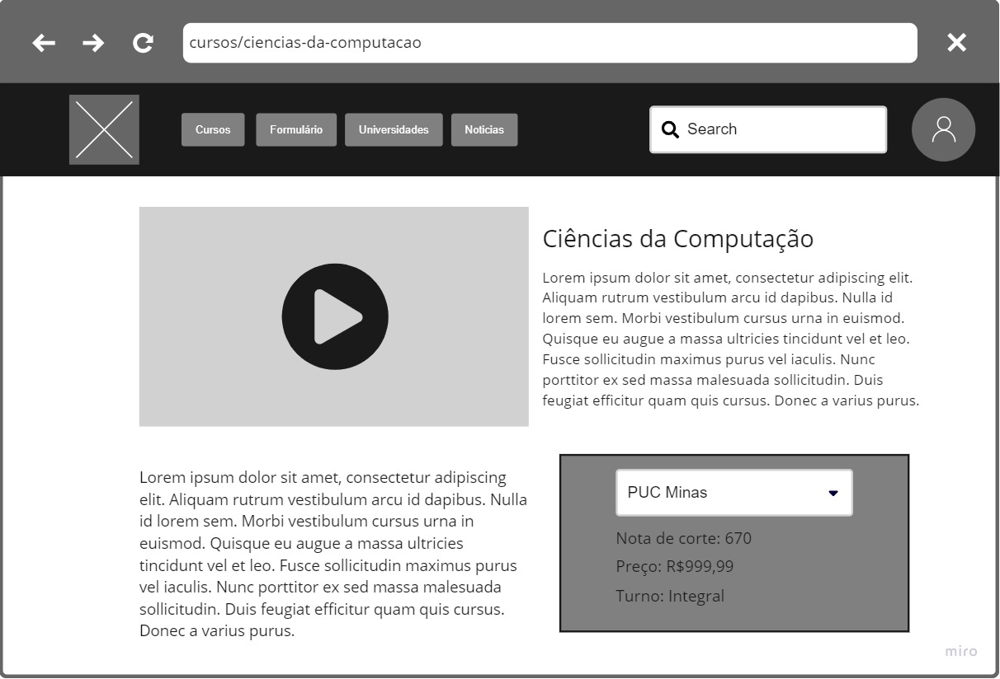 cursos/ciencias-da-computacao
Cursos
Formulário
Universidades
Noticias
Search
Ciências da Computação
Lorem ipsum dolor sit amet, consectetur adipiscing elit.
Aliquam rutrum vestibulum arcu id dapibus. Nulla id
lorem sem. Morbi vestibulum cursus urna in euismod.
Quisque eu augue a massa ultricies tincidunt vel et leo.
Fusce sollicitudin maximus purus vel iaculis. Nunc
porttitor ex sed massa malesuada sollicitudin. Duis
feugiat efficitur quam quis cursus. Donec a varius purus.
Lorem ipsum dolor sit amet, consectetur adipiscing
elit. Aliquam rutrum vestibulum arcu id dapibus. Nulla
id lorem sem. Morbi vestibulum cursus urna in
euismod. Quisque eu augue a massa ultricies
tincidunt vel et leo. Fusce sollicitudin maximus purus
vel iaculis. Nunc porttitor ex sed massa malesuada
sollicitudin. Duis feugiat efficitur quam quis cursus.
Donec a varius purus.
PUC Minas
Nota de corte: 670
Preço: R$999,99
Turno: Integral
miro